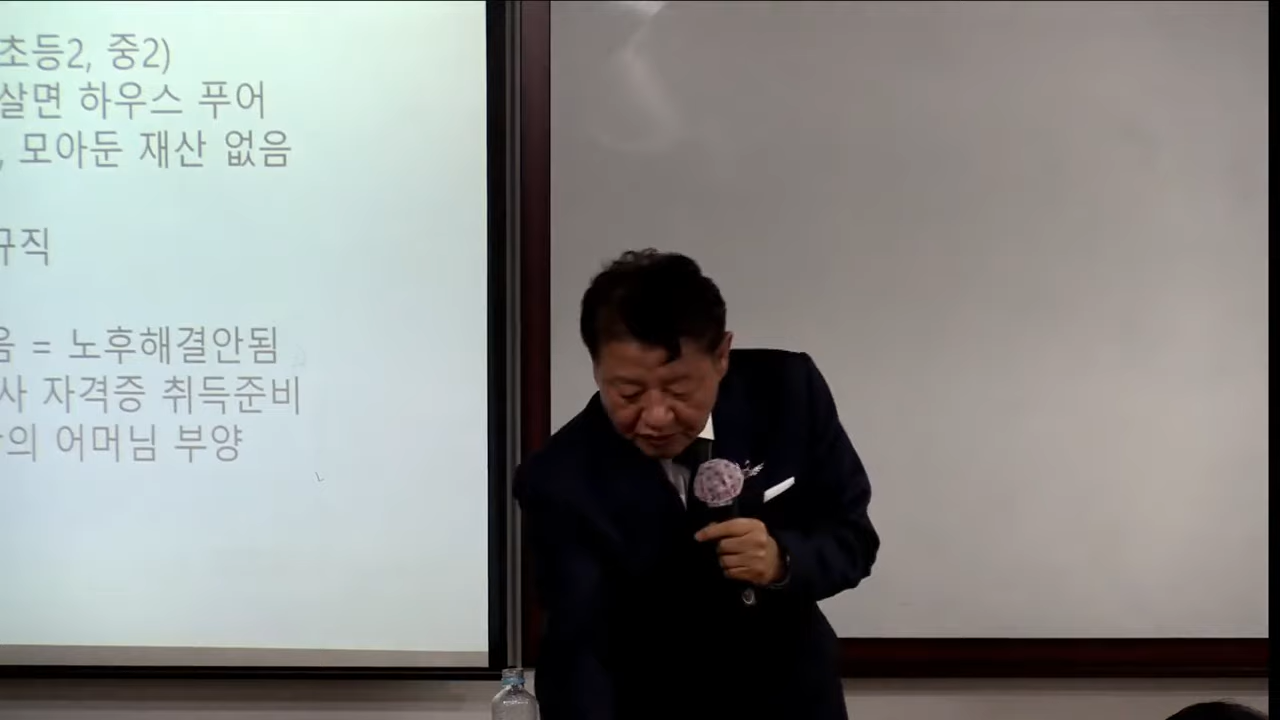 초등2, 중2)
살면 하우스 푸어
, 모아둔 재산 없음
규직
음 = 노후해결안됨
사 자격증 취득준비
의 어머님 부양